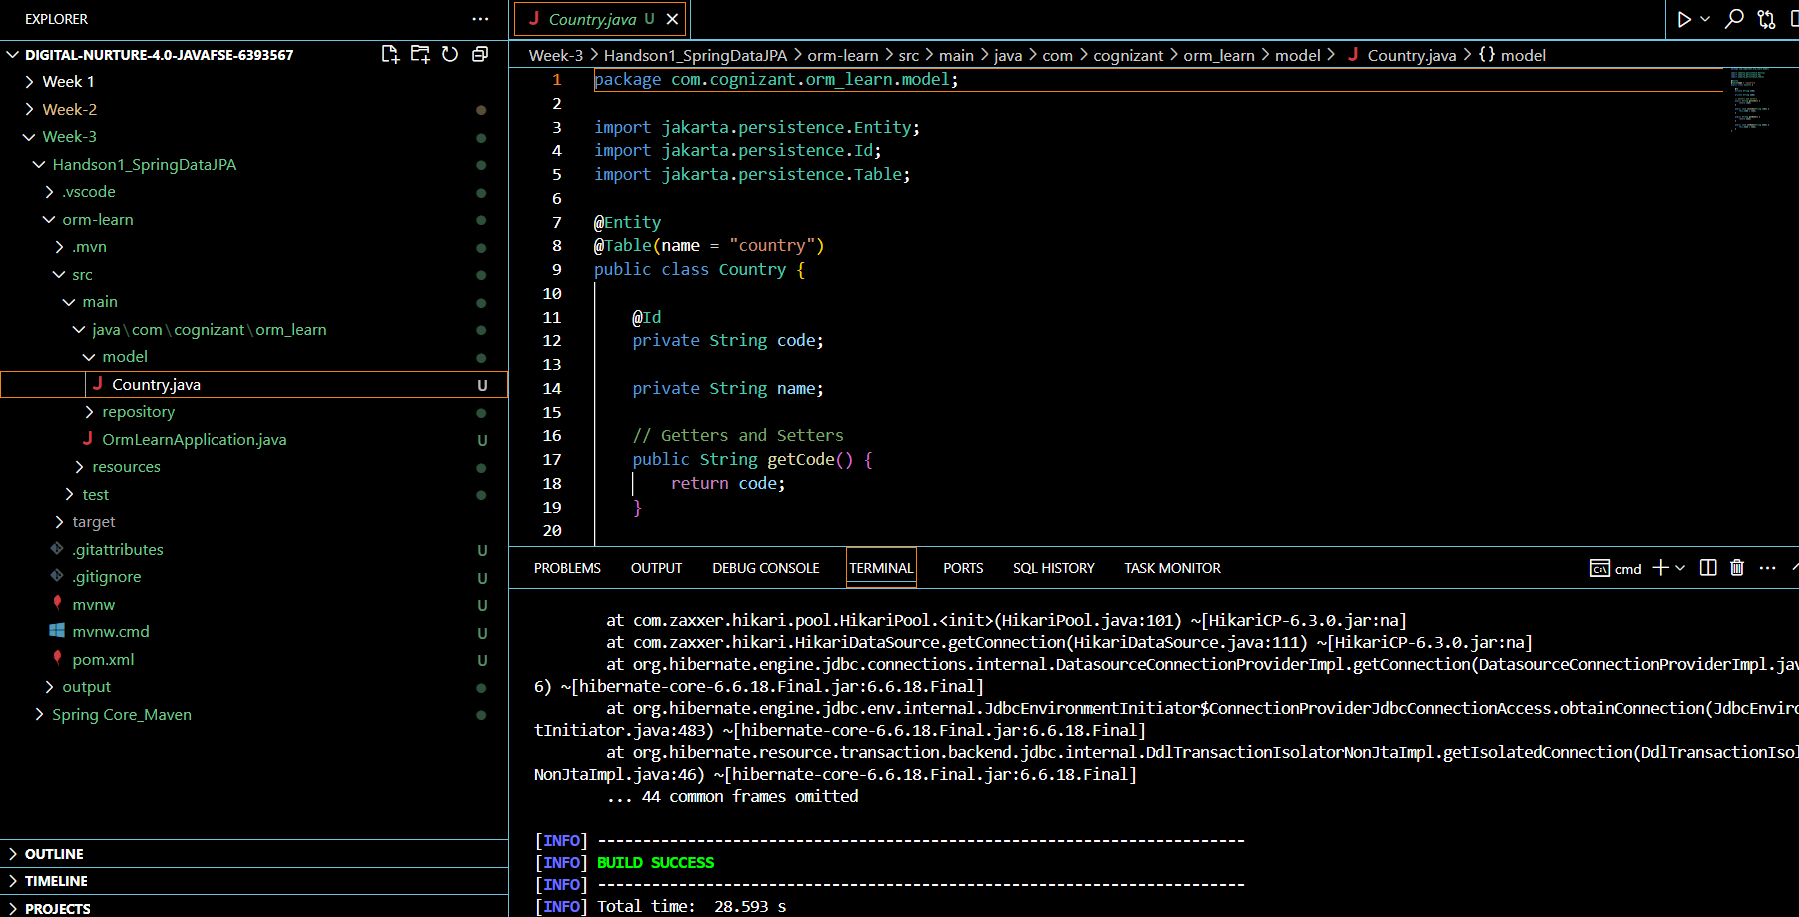 EXPLORER
DIGITAL-NURTURE-4.0-JAVAFSE-6393567
Week 1
Week-2
Week-3
Handson1_SpringDataJPA
.vscode
orm-learn
.mvn
src
main
java\com\cognizant\orm_learn
model
Country.java U
repository
OrmLearnApplication.java U
resources
test
target
.gitattributes U
.gitignore U
mvnw U
mvnw.cmd U
pom.xml U
output
Spring Core_Maven
OUTLINE
TIMELINE
PROJECTS
Country.java U
Week-3 > Handson1_SpringDataJPA > orm-learn > src > main > java > com > cognizant > orm_learn > model > Country.java > {} model
1 package com.cognizant.orm_learn.model;
2
3 import jakarta.persistence.Entity;
4 import jakarta.persistence.Id;
5 import jakarta.persistence.Table;
6
7 @Entity
8 @Table(name = "country")
9 public class Country {
10
11 @Id
12 private String code;
13
14 private String name;
15
16 // Getters and Setters
17 public String getCode() {
18 return code;
19 }
20
PROBLEMS OUTPUT DEBUG CONSOLE TERMINAL PORTS SQL HISTORY TASK MONITOR cmd
at com.zaxxer.hikari.pool.HikariPool.<init>(HikariPool.java:101) ~[HikariCP-6.3.0.jar:na]
at com.zaxxer.hikari.HikariDataSource.getConnection(HikariDataSource.java:111) ~[HikariCP-6.3.0.jar:na]
at org.hibernate.engine.jdbc.connections.internal.DatasourceConnectionProviderImpl.getConnection(DatasourceConnectionProviderImpl.jav
6) ~[hibernate-core-6.6.18.Final.jar:6.6.18.Final]
at org.hibernate.engine.jdbc.env.internal.JdbcEnvironmentInitiator$ConnectionProviderJdbcConnectionAccess.obtainConnection(JdbcEnviro
tInitiator.java:483) ~[hibernate-core-6.6.18.Final.jar:6.6.18.Final]
at org.hibernate.resource.transaction.backend.jdbc.internal.DdlTransactionIsolatorNonJtaImpl.getIsolatedConnection(DdlTransactionIsol
NonJtaImpl.java:46) ~[hibernate-core-6.6.18.Final.jar:6.6.18.Final]
... 44 common frames omitted
[INFO] ------------------------------------------------------------------------
[INFO] BUILD SUCCESS
[INFO] ------------------------------------------------------------------------
[INFO] Total time:  28.593 s